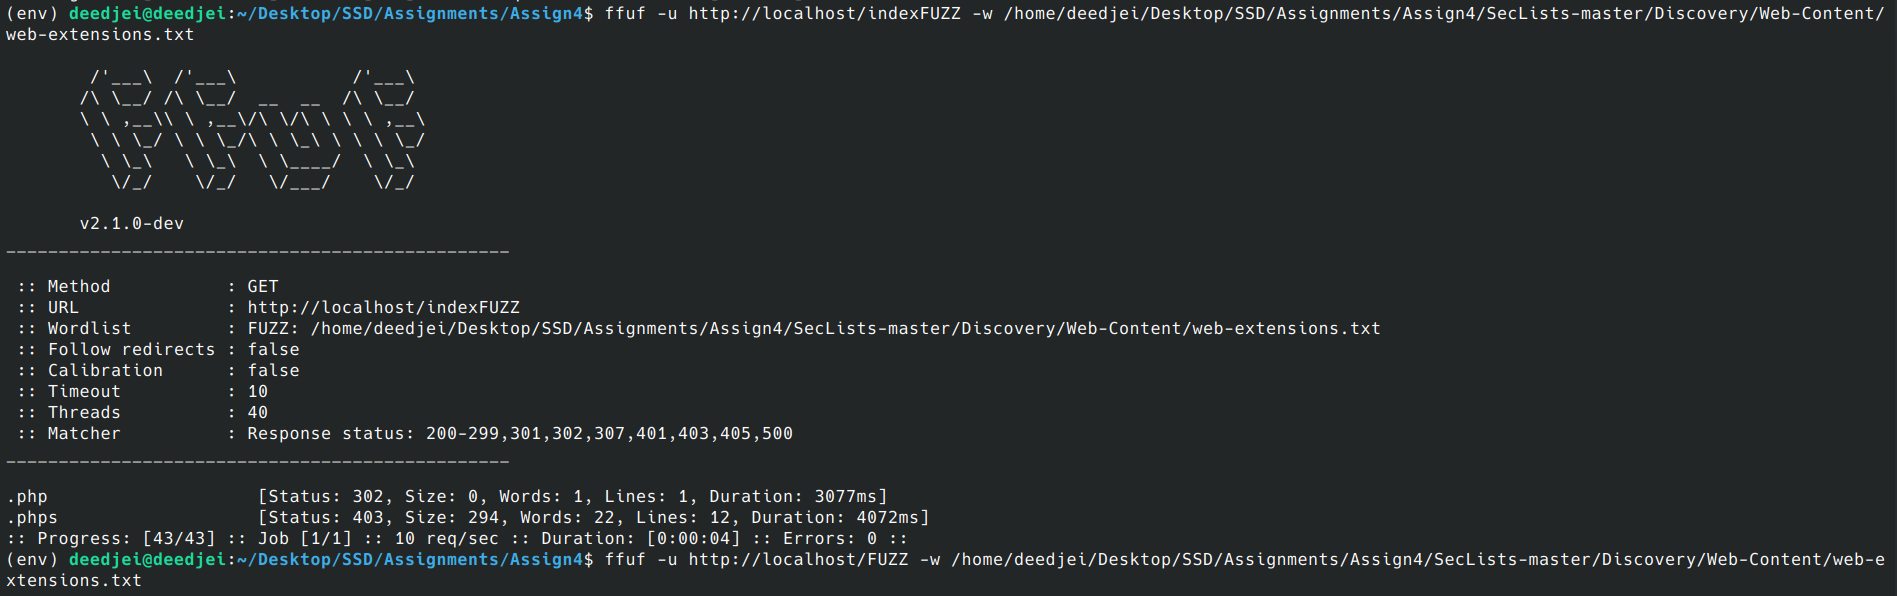 (env) deedjei@deedjei:~/Desktop/SSD/Assignments/Assign4$ ffuf -u http://localhost/indexFUZZ -w /home/deedjei/Desktop/SSD/Assignments/Assign4/SecLists-master/Discovery/Web-Content/
web-extensions.txt

        /'___\  /'___\           /'___\
       /\ \__/ /\ \__/  __  __  /\ \__/
       \ \ ,__\\ \ ,__\/\ \/\ \ \ \ ,__\
        \ \ \_/ \ \ \_/\ \ \_\ \ \ \ \_/
         \ \_\   \ \_\  \ \____/  \ \_\
          \/_/    \/_/   \/___/    \/_/

       v2.1.0-dev
________________________________________________

 :: Method           : GET
 :: URL              : http://localhost/indexFUZZ
 :: Wordlist         : FUZZ: /home/deedjei/Desktop/SSD/Assignments/Assign4/SecLists-master/Discovery/Web-Content/web-extensions.txt
 :: Follow redirects : false
 :: Calibration      : false
 :: Timeout          : 10
 :: Threads          : 40
 :: Matcher          : Response status: 200-299,301,302,307,401,403,405,500
________________________________________________

.php                    [Status: 302, Size: 0, Words: 1, Lines: 1, Duration: 3077ms]
.phps                   [Status: 403, Size: 294, Words: 22, Lines: 12, Duration: 4072ms]
:: Progress: [43/43] :: Job [1/1] :: 10 req/sec :: Duration: [0:00:04] :: Errors: 0 ::
(env) deedjei@deedjei:~/Desktop/SSD/Assignments/Assign4$ ffuf -u http://localhost/FUZZ -w /home/deedjei/Desktop/SSD/Assignments/Assign4/SecLists-master/Discovery/Web-Content/web-e
xtensions.txt